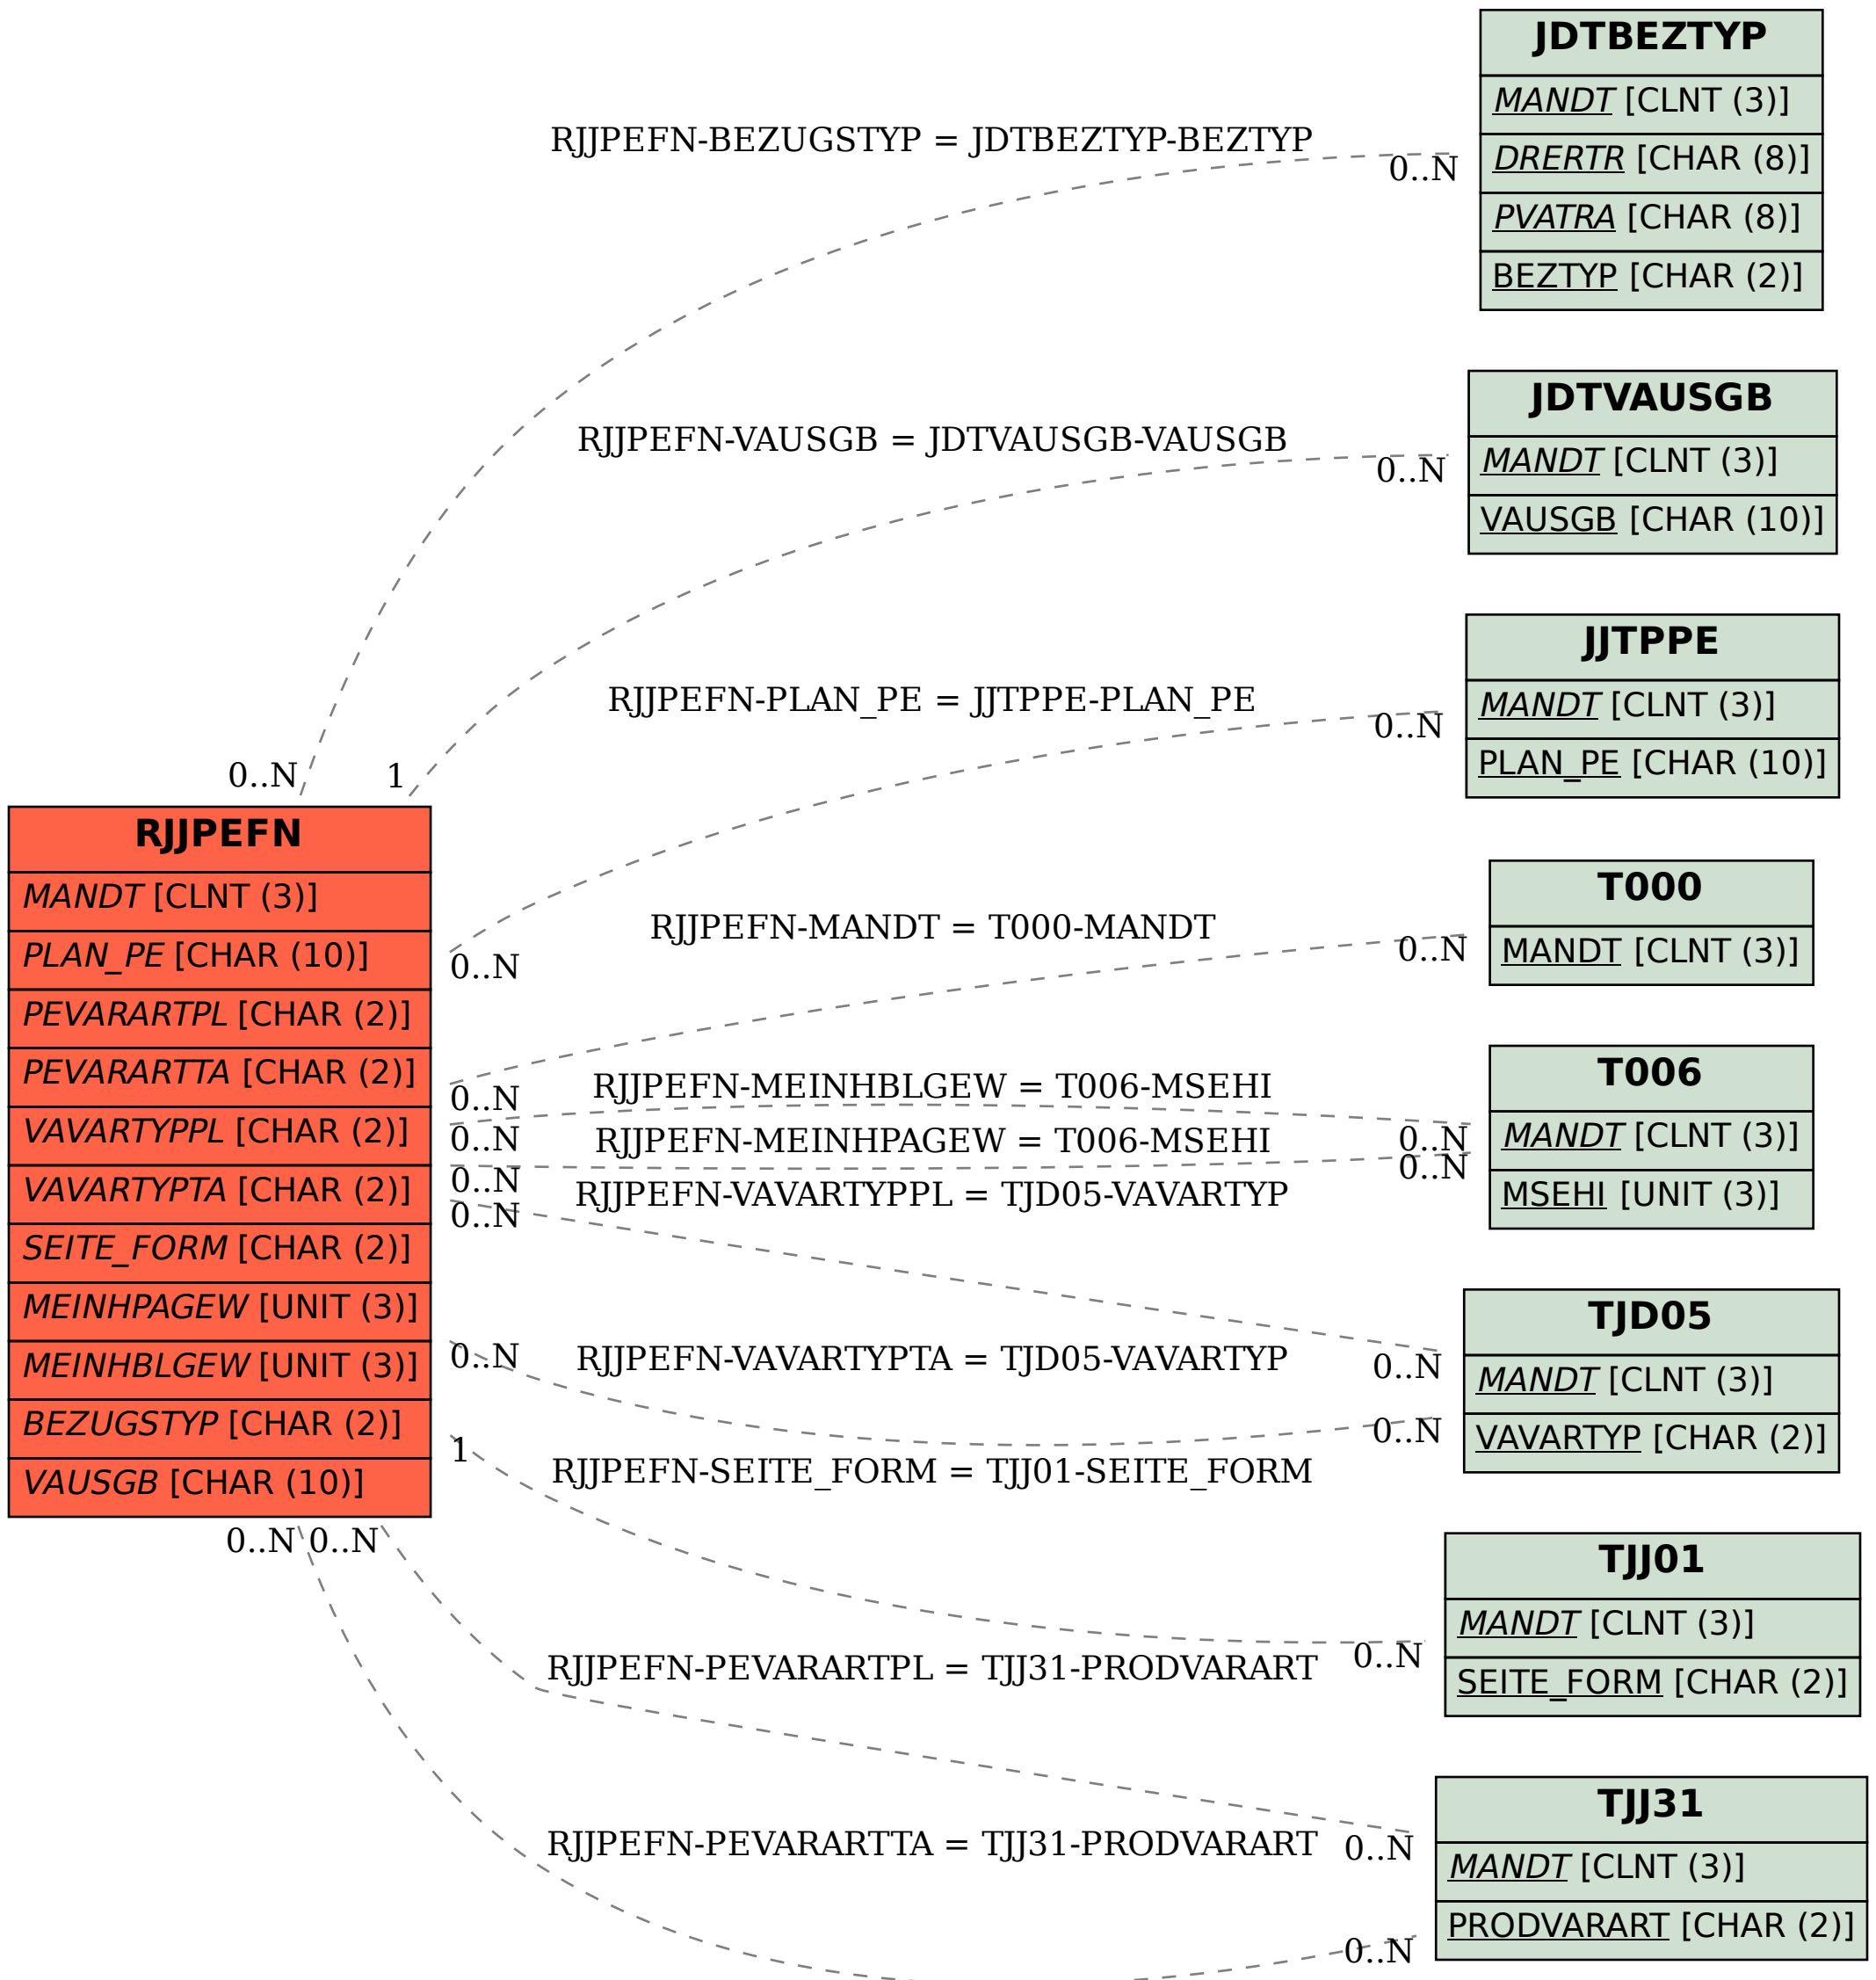 JDTBEZTYP
MANDT [CLNT (3)]
DRERTR [CHAR (8)]
PVATRA [CHAR (8)]
BEZTYP [CHAR (2)]
RJJPEFN-BEZUGSTYP = JDTBEZTYP-BEZTYP
0..N
0..N
JDTVAUSGB
MANDT [CLNT (3)]
VAUSGB [CHAR (10)]
RJJPEFN-VAUSGB = JDTVAUSGB-VAUSGB
0..N
1
JJTPPE
MANDT [CLNT (3)]
PLAN_PE [CHAR (10)]
RJJPEFN-PLAN_PE = JJTPPE-PLAN_PE
0..N
0..N
RJJPEFN
MANDT [CLNT (3)]
PLAN_PE [CHAR (10)]
PEVARARTPL [CHAR (2)]
PEVARARTTA [CHAR (2)]
VAVARTYPPL [CHAR (2)]
VAVARTYPTA [CHAR (2)]
SEITE_FORM [CHAR (2)]
MEINHPAGEW [UNIT (3)]
MEINHBLGEW [UNIT (3)]
BEZUGSTYP [CHAR (2)]
VAUSGB [CHAR (10)]
T000
MANDT [CLNT (3)]
RJJPEFN-MANDT = T000-MANDT
0..N
0..N
T006
MANDT [CLNT (3)]
MSEHI [UNIT (3)]
RJJPEFN-MEINHBLGEW = T006-MSEHI
0..N
0..N
RJJPEFN-MEINHPAGEW = T006-MSEHI
0..N
0..N
RJJPEFN-VAVARTYPPL = TJD05-VAVARTYP
0..N
0..N
TJD05
MANDT [CLNT (3)]
VAVARTYP [CHAR (2)]
RJJPEFN-VAVARTYPTA = TJD05-VAVARTYP
0..N
0..N
RJJPEFN-SEITE_FORM = TJJ01-SEITE_FORM
1
0..N
TJJ01
MANDT [CLNT (3)]
SEITE_FORM [CHAR (2)]
RJJPEFN-PEVARARTPL = TJJ31-PRODVARART
0..N
0..N
TJJ31
MANDT [CLNT (3)]
PRODVARART [CHAR (2)]
RJJPEFN-PEVARARTTA = TJJ31-PRODVARART
0..N
0..N